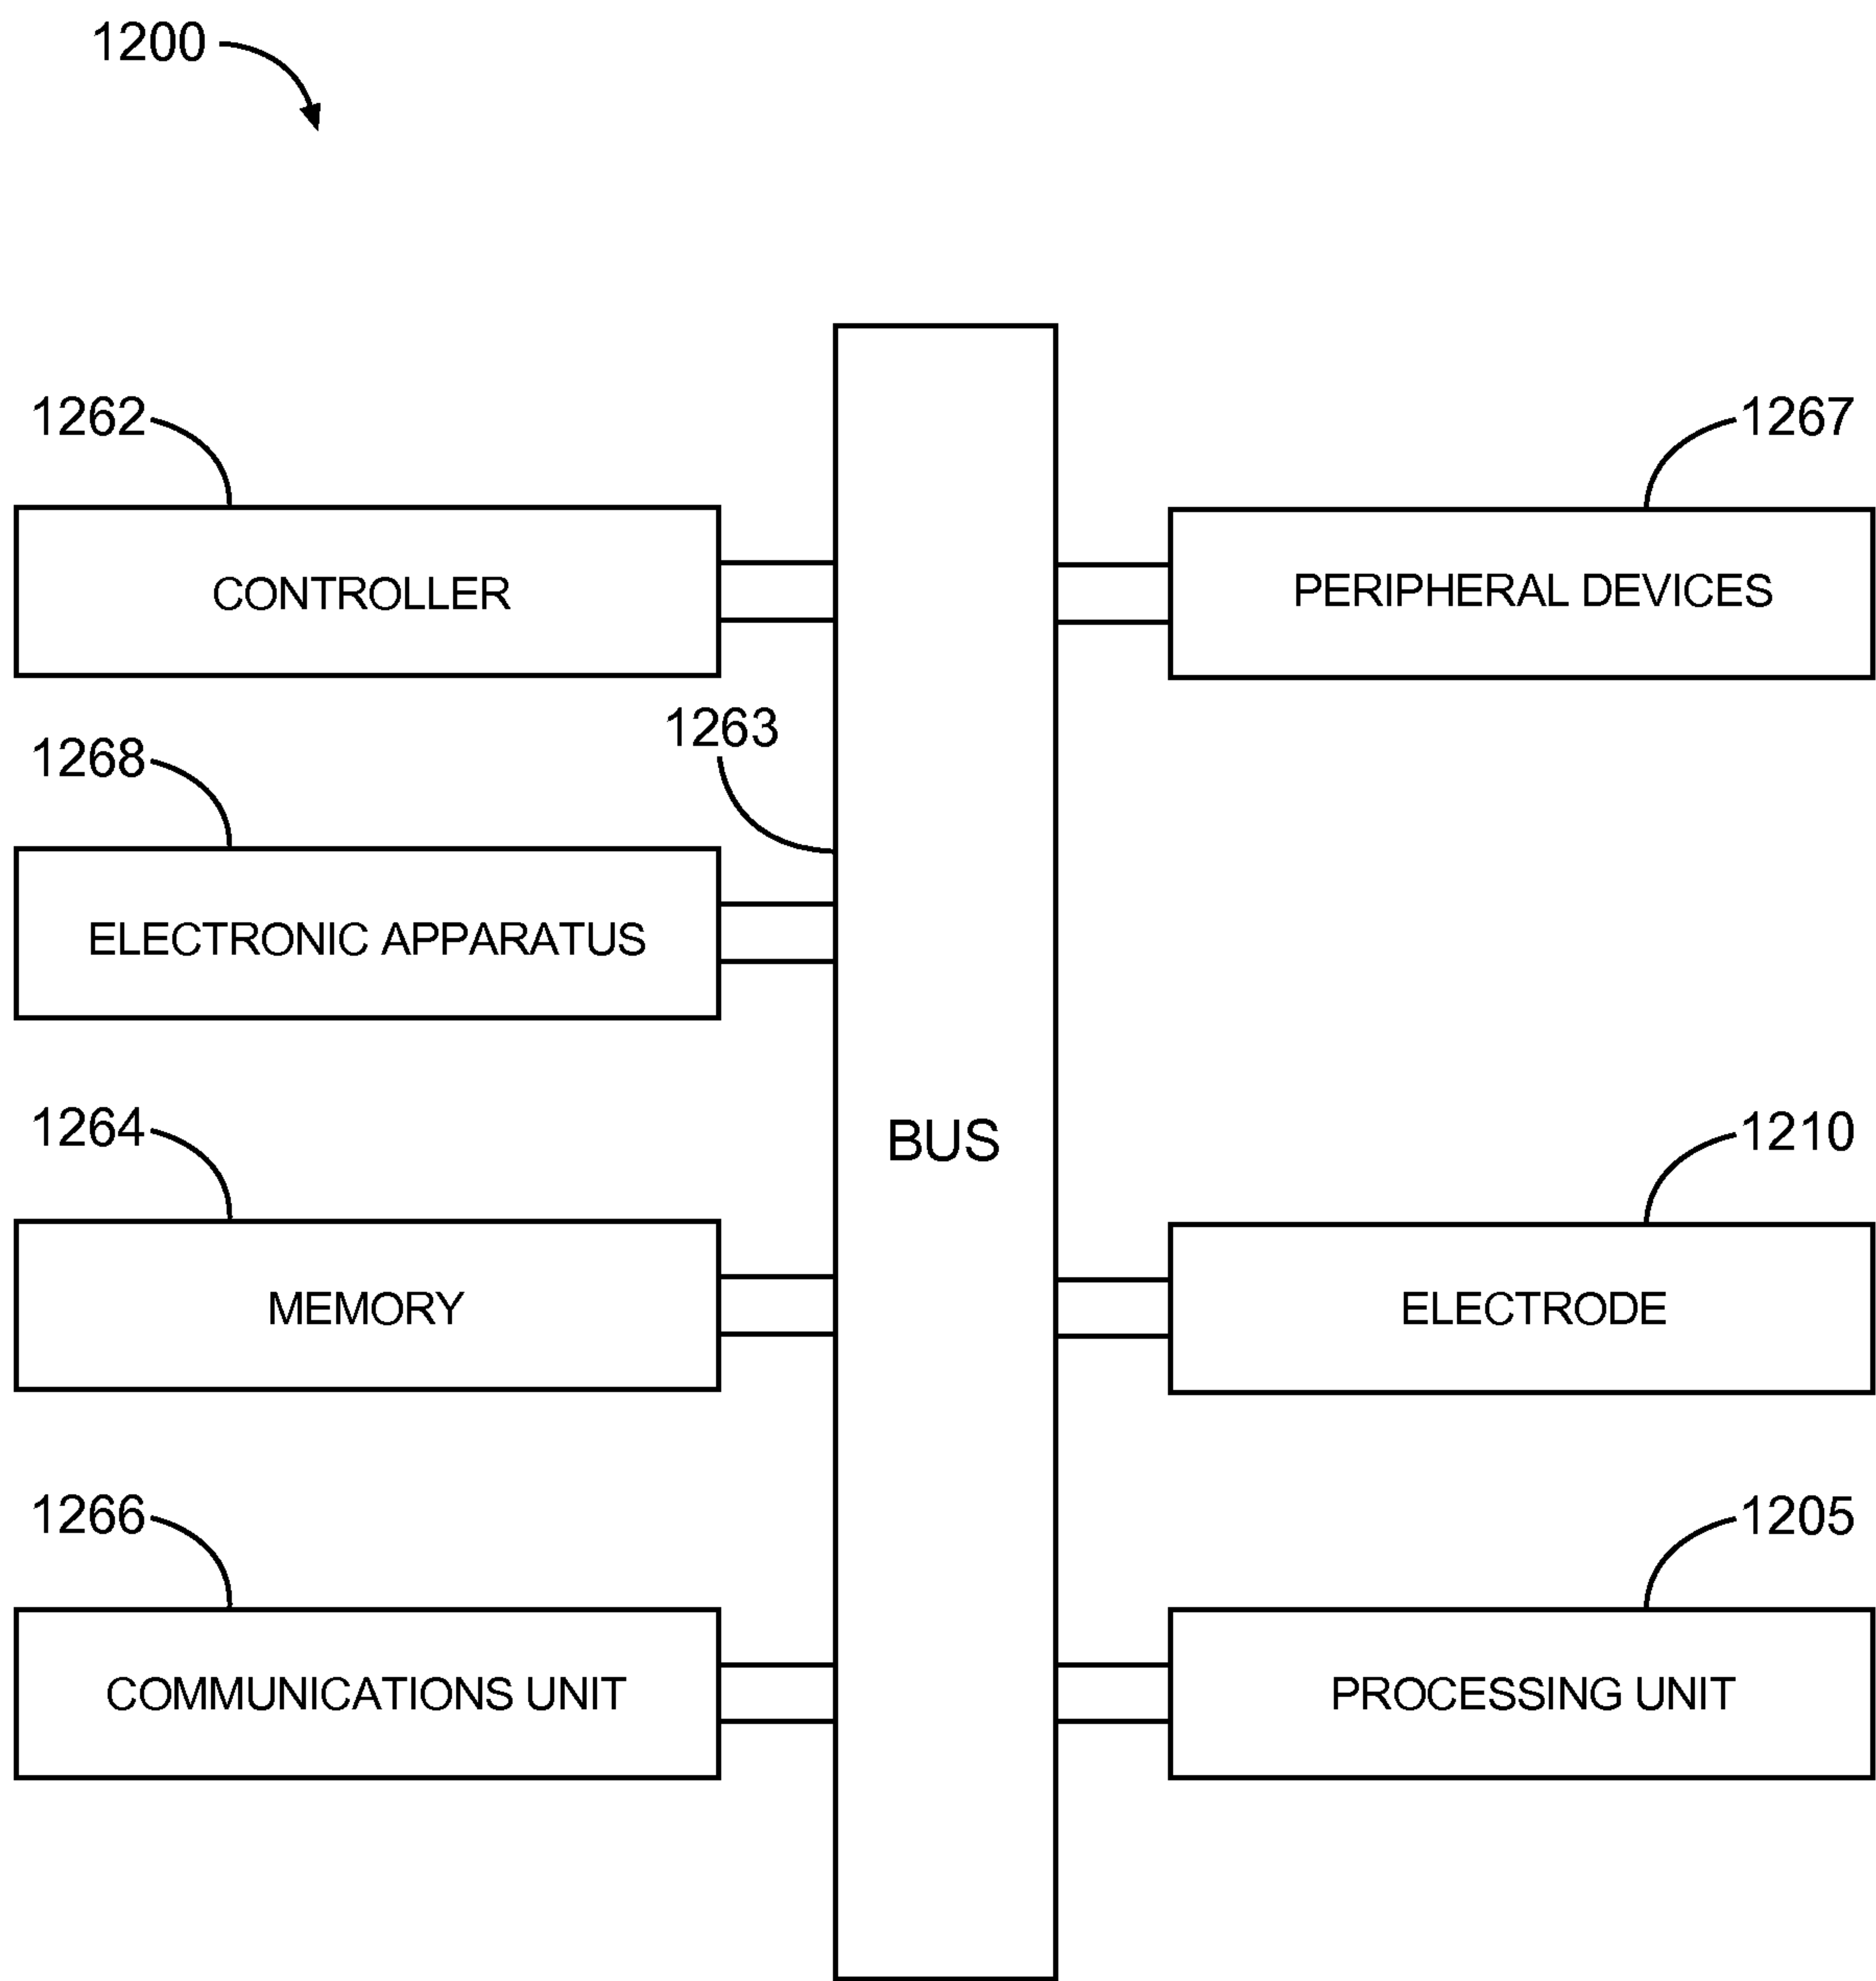 1200
1262
1267
CONTROLLER
PERIPHERAL DEVICES
1263
1268
ELECTRONIC APPARATUS
1264
BUS
1210
MEMORY
ELECTRODE
1266
1205
COMMUNICATIONS UNIT
PROCESSING UNIT